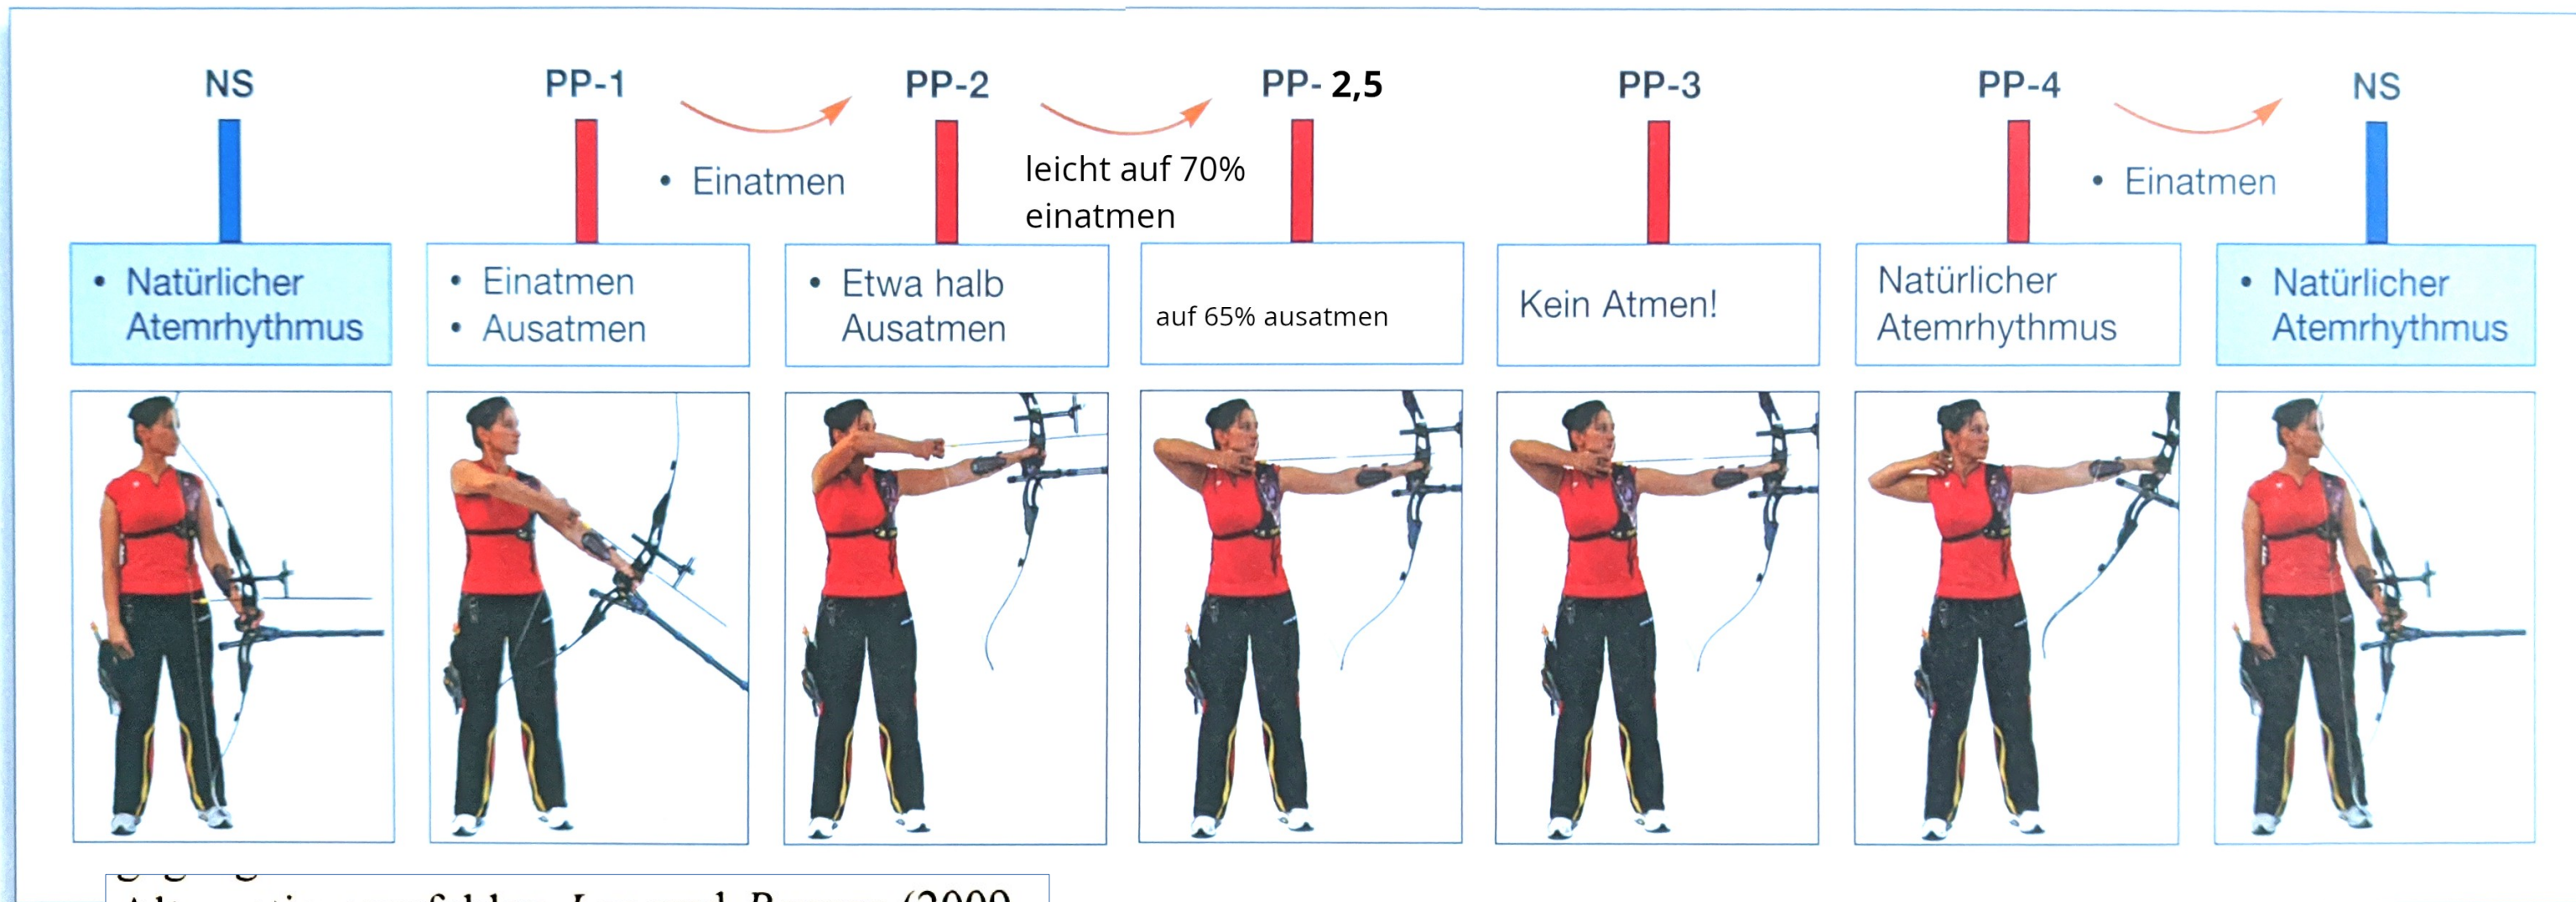 NS
PP-1
PP-2
PP- 2,5
PP-3
PP-4
NS
• Einatmen
leicht auf 70%
einatmen
• Einatmen
• Natürlicher
Atemrhythmus
• Einatmen
• Ausatmen
• Etwa halb
Ausatmen
auf 65% ausatmen
Kein Atmen!
Natürlicher
Atemrhythmus
• Natürlicher
Atemrhythmus
(2009